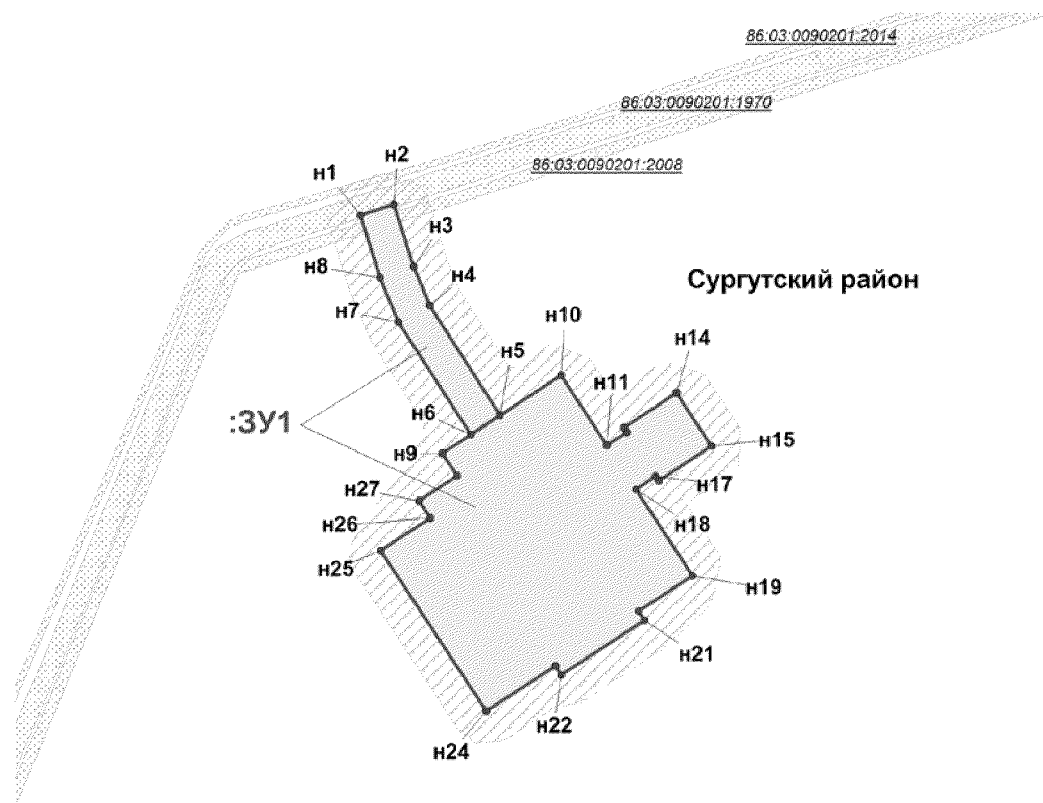 86:03:0090201:2014
86:03:0090201:1970
86:03:0090201:2008
н2
н1
н3
н8
н4
Сургутский район
н7
н10
н14
н5
н11
:ЗУ1
н6
н15
н9
н17
н27
н26
н18
н25
н19
н21
н22
н24